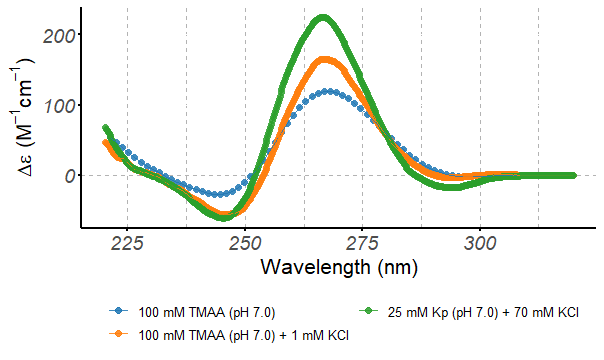 Δε (M⁻¹cm⁻¹)
200
100
0
225
250
275
300
Wavelength (nm)
100 mM TMAA (pH 7.0)
25 mM Kp (pH 7.0) + 70 mM KCl
100 mM TMAA (pH 7.0) + 1 mM KCl